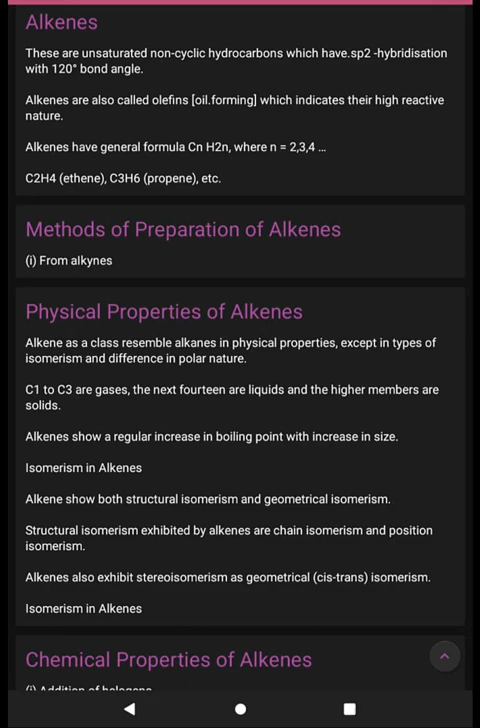 Alkenes
These are unsaturated non-cyclic hydrocarbons which have.sp2 -hybridisation
with 120° bond angle.
Alkenes are also called olefins [oil.forming] which indicates their high reactive
nature.
Alkenes have general formula Cn H2n, where n = 2,3,4 ...
C2H4 (ethene), C3H6 (propene), etc.
Methods of Preparation of Alkenes
(i) From alkynes
Physical Properties of Alkenes
Alkene as a class resemble alkanes in physical properties, except in types of
isomerism and difference in polar nature.
C1 to C3 are gases, the next fourteen are liquids and the higher members are
solids.
Alkenes show a regular increase in boiling point with increase in size.
Isomerism in Alkenes
Alkene show both structural isomerism and geometrical isomerism.
Structural isomerism exhibited by alkenes are chain isomerism and position
isomerism.
Alkenes also exhibit stereoisomerism as geometrical (cis-trans) isomerism.
Isomerism in Alkenes
Chemical Properties of Alkenes
(i) Addition of halogens